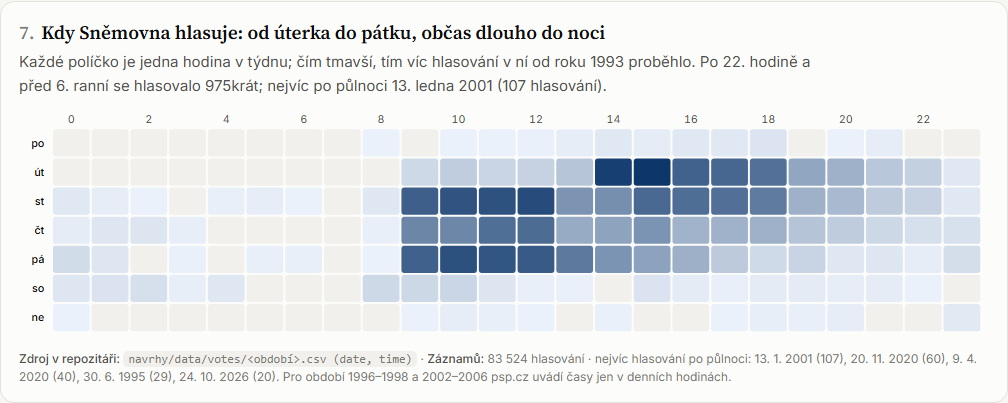 7. Kdy Sněmovna hlasuje: od úterka do pátku, občas dlouho do noci
Každé políčko je jedna hodina v týdnu; čím tmavší, tím víc hlasování v ní od roku 1993 proběhlo. Po 22. hodině a
před 6. ranní se hlasovalo 975krát; nejvíc po půlnoci 13. ledna 2001 (107 hlasování).
0 2 4 6 8 10 12 14 16 18 20 22
po
út
st
čt
pá
so
ne
Zdroj v repozitáři: navrhy/data/votes/<období>.csv (date, time) · Záznamů: 83 524 hlasování · nejvíc hlasování po půlnoci: 13. 1. 2001 (107), 20. 11. 2020 (60), 9. 4.
2020 (40), 30. 6. 1995 (29), 24. 10. 2026 (20). Pro období 1996–1998 a 2002–2006 psp.cz uvádí časy jen v denních hodinách.